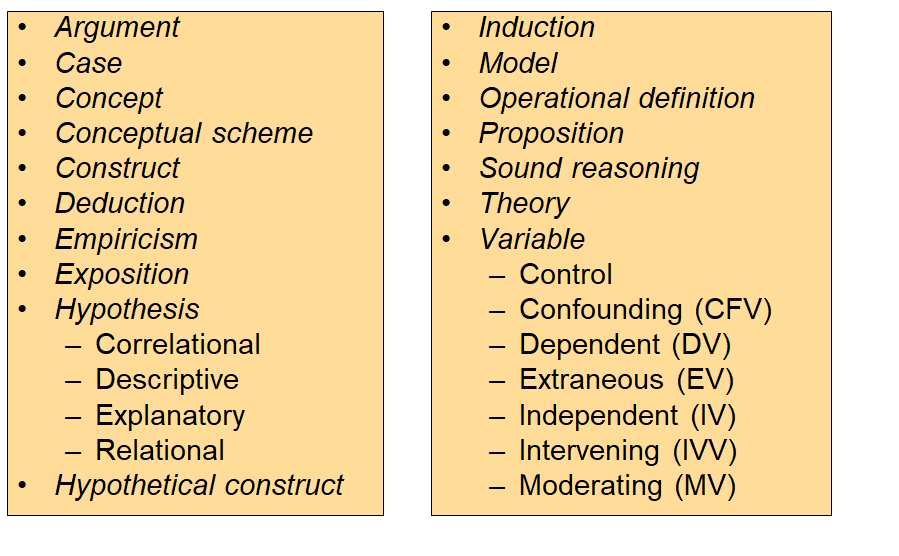 • Argument
• Case
• Concept
• Conceptual scheme
• Construct
• Deduction
• Empiricism
• Exposition
• Hypothesis
– Correlational
– Descriptive
– Explanatory
– Relational
• Hypothetical construct
• Induction
• Model
• Operational definition
• Proposition
• Sound reasoning
• Theory
• Variable
– Control
– Confounding (CFV)
– Dependent (DV)
– Extraneous (EV)
– Independent (IV)
– Intervening (IVV)
– Moderating (MV)